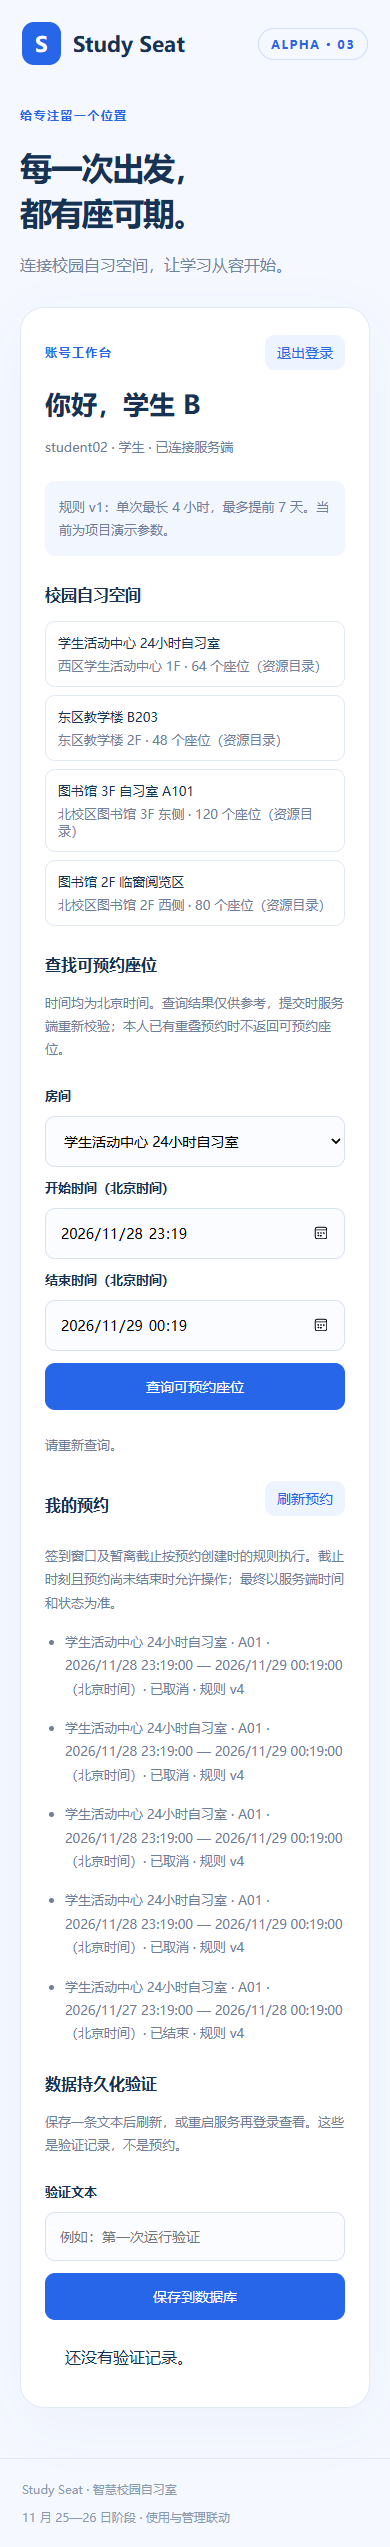 S Study Seat ALPHA • 03
给专注留一个位置
每一次出发，
都有座可期。
连接校园自习空间，让学习从容开始。
账号工作台 退出登录
你好，学生 B
student02 · 学生 · 已连接服务端
规则 v1：单次最长 4 小时，最多提前 7 天。当
前为项目演示参数。
校园自习空间
学生活动中心 24小时自习室
西区学生活动中心 1F · 64 个座位（资源目录）
东区教学楼 B203
东区教学楼 2F · 48 个座位（资源目录）
图书馆 3F 自习室 A101
北校区图书馆 3F 东侧 · 120 个座位（资源目
录）
图书馆 2F 临窗阅览区
北校区图书馆 2F 西侧 · 80 个座位（资源目录）
查找可预约座位
时间均为北京时间。查询结果仅供参考，提交时服务
端重新校验；本人已有重叠预约时不返回可预约座
位。
房间
学生活动中心 24小时自习室
开始时间（北京时间）
2026/11/28 23:19
结束时间（北京时间）
2026/11/29 00:19
查询可预约座位
请重新查询。
我的预约 刷新预约
签到窗口及暂离截止按预约创建时的规则执行。截止
时刻且预约尚未结束时允许操作；最终以服务端时间
和状态为准。
学生活动中心 24小时自习室 · A01 ·
2026/11/28 23:19:00 — 2026/11/29 00:19:00
（北京时间）· 已取消 · 规则 v4
学生活动中心 24小时自习室 · A01 ·
2026/11/28 23:19:00 — 2026/11/29 00:19:00
（北京时间）· 已取消 · 规则 v4
学生活动中心 24小时自习室 · A01 ·
2026/11/28 23:19:00 — 2026/11/29 00:19:00
（北京时间）· 已取消 · 规则 v4
学生活动中心 24小时自习室 · A01 ·
2026/11/28 23:19:00 — 2026/11/29 00:19:00
（北京时间）· 已取消 · 规则 v4
学生活动中心 24小时自习室 · A01 ·
2026/11/27 23:19:00 — 2026/11/28 00:19:00
（北京时间）· 已结束 · 规则 v4
数据持久化验证
保存一条文本后刷新，或重启服务再登录查看。这些
是验证记录，不是预约。
验证文本
例如：第一次运行验证
保存到数据库
还没有验证记录。
Study Seat · 智慧校园自习室
11 月 25—26 日阶段 · 使用与管理联动